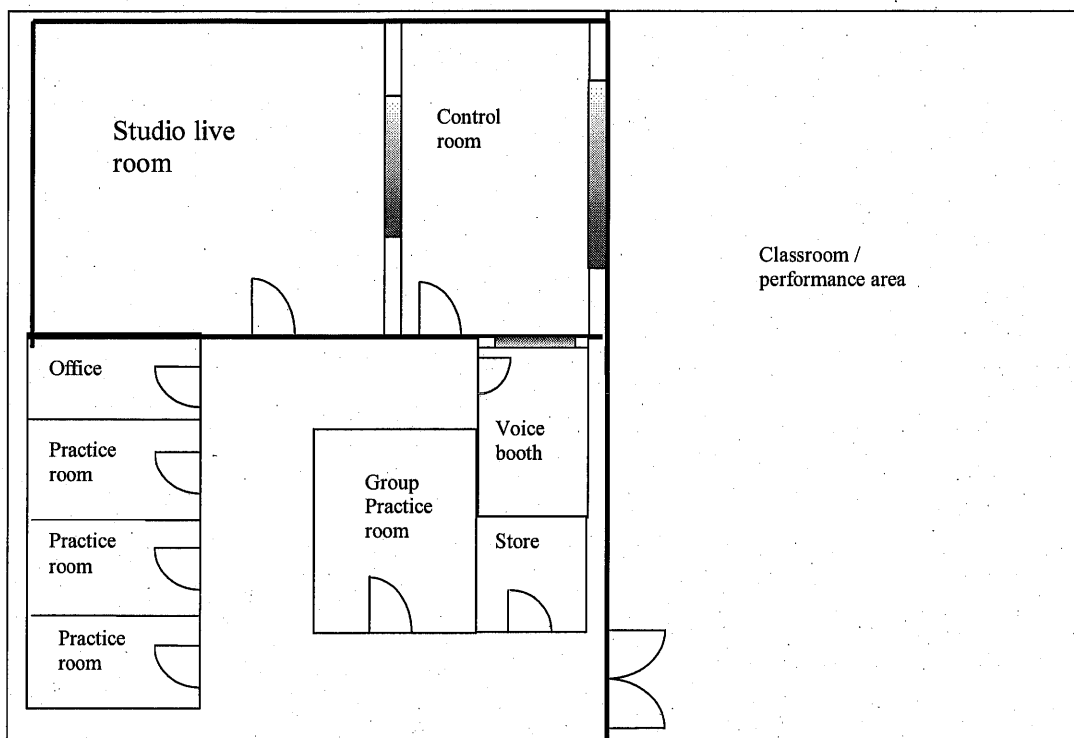 Studio live
room
Control
room
Classroom /
performance area
Office
Practice
room
Practice
room
Practice
room
Group
Practice
room
Voice
booth
Store